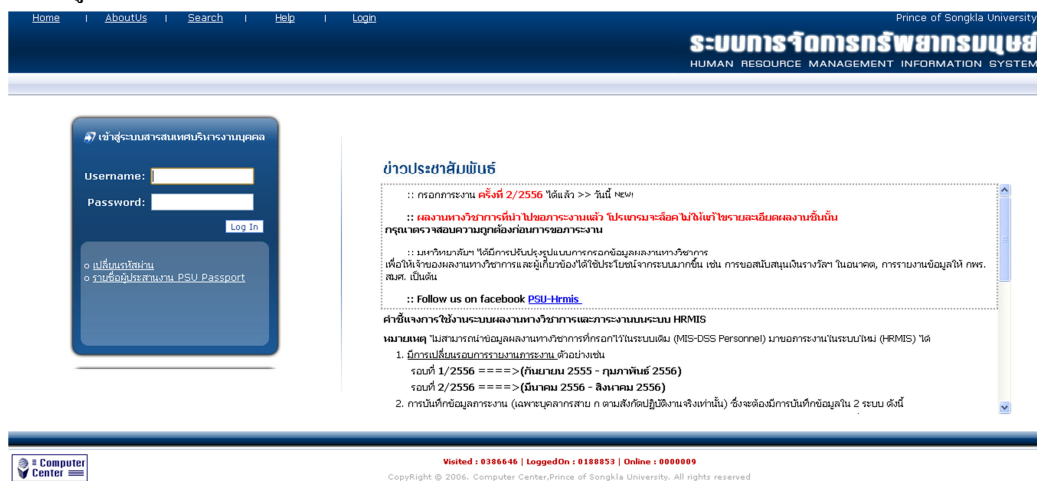 Home | AboutUs | Search | Help | Login
Prince of Songkla University
ระบบการจัดการทรัพยากรมนุษย์
HUMAN RESOURCE MANAGEMENT INFORMATION SYSTEM
เข้าสู่ระบบสารสนเทศบริหารงานบุคคล
Username:
Password:
Log In
o เปลี่ยนรหัสผ่าน
o รายชื่อผู้ประสานงาน PSU Passport
ข่าวประชาสัมพันธ์
:: กรอกภาระงาน ครั้งที่ 2/2556 ได้แล้ว >> วันนี้ NEW!
:: ผลงานทางวิชาการที่นำไปขอภาระงานแล้ว โปรแกรมจะล็อคไม่ให้แก้ไขรายละเอียดผลงานชิ้นนั้น
กรุณาตรวจสอบความถูกต้องก่อนการขอภาระงาน
:: มหาวิทยาลัยฯ ได้มีการปรับปรุงรูปแบบการกรอกข้อมูลผลงานทางวิชาการ
เพื่อให้เจ้าของผลงานทางวิชาการและผู้เกี่ยวข้องได้ใช้ประโยชน์จากระบบมากขึ้น เช่น การขอสนับสนุนเงินรางวัลฯ ในอนาคต, การรายงานข้อมูลให้ กพร.
สมศ. เป็นต้น
:: Follow us on facebook PSU-Hrmis
คำชี้แจงการใช้งานระบบผลงานทางวิชาการและภาระงานบนระบบ HRMIS
หมายเหตุ ไม่สามารถนำข้อมูลผลงานทางวิชาการที่กรอกไว้ในระบบเดิม (MIS-DSS Personnel) มาขอภาระงานในระบบใหม่ (HRMIS) ได้
1. มีการเปลี่ยนรอบการรายงานภาระงาน ตัวอย่างเช่น
รอบที่ 1/2556 ====>(กันยายน 2555 - กุมภาพันธ์ 2556)
รอบที่ 2/2556 ====>(มีนาคม 2556 - สิงหาคม 2556)
2. การบันทึกข้อมูลภาระงาน (เฉพาะบุคลากรสาย ก ตามสังกัดปฏิบัติงานจริงเท่านั้น) ซึ่งจะต้องมีการบันทึกข้อมูลใน 2 ระบบ ดังนี้
Computer Center
Visited : 0386646 | LoggedOn : 0188853 | Online : 0000009
CopyRight @ 2006. Computer Center,Prince of Songkla University. All rights reserved